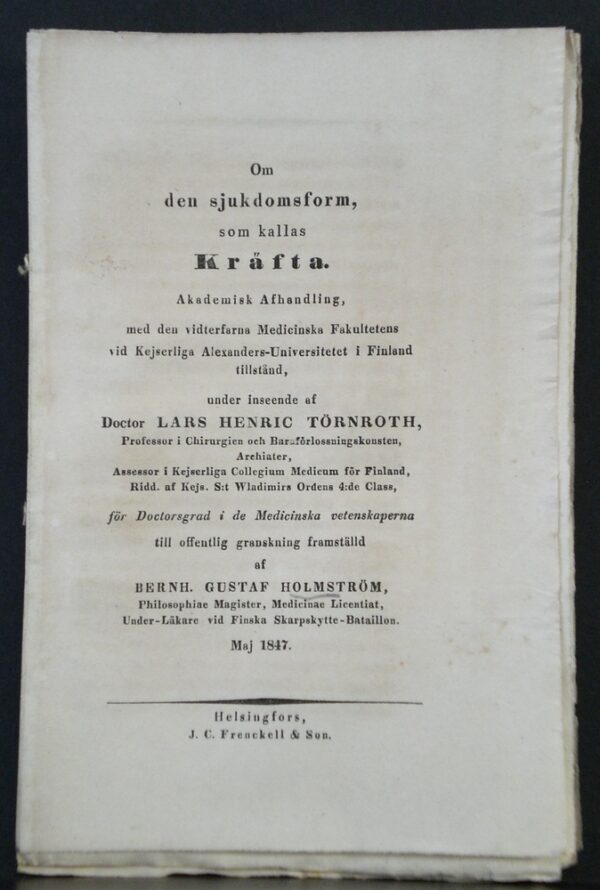 Om
den sjukdomsform,
som kallas
Kräfta.
Akademisk Afhandling,
med den vidterfarna Medicinska Fakultetens
vid Kejserliga Alexanders-Universitetet i Finland
tillstånd,
under inseende af
Doctor LARS HENRIC TÖRNROTH,
Professor i Chirurgien och Barnförlossningskonsten,
Archiater,
Assessor i Kejserliga Collegium Medicum för Finland,
Ridd. af Kejs. S:t Wladimirs Ordens 4:de Class,
för Doctorsgrad i de Medicinska vetenskaperna
till offentlig granskning framställd
af
BERNH. GUSTAF HOLMSTRÖM,
Philosophiae Magister, Medicinae Licentiat,
Under-Läkare vid Finska Skarpskytte-Bataillon.
Maj 1847.
Helsingfors,
J. C. Frenckell & Son.